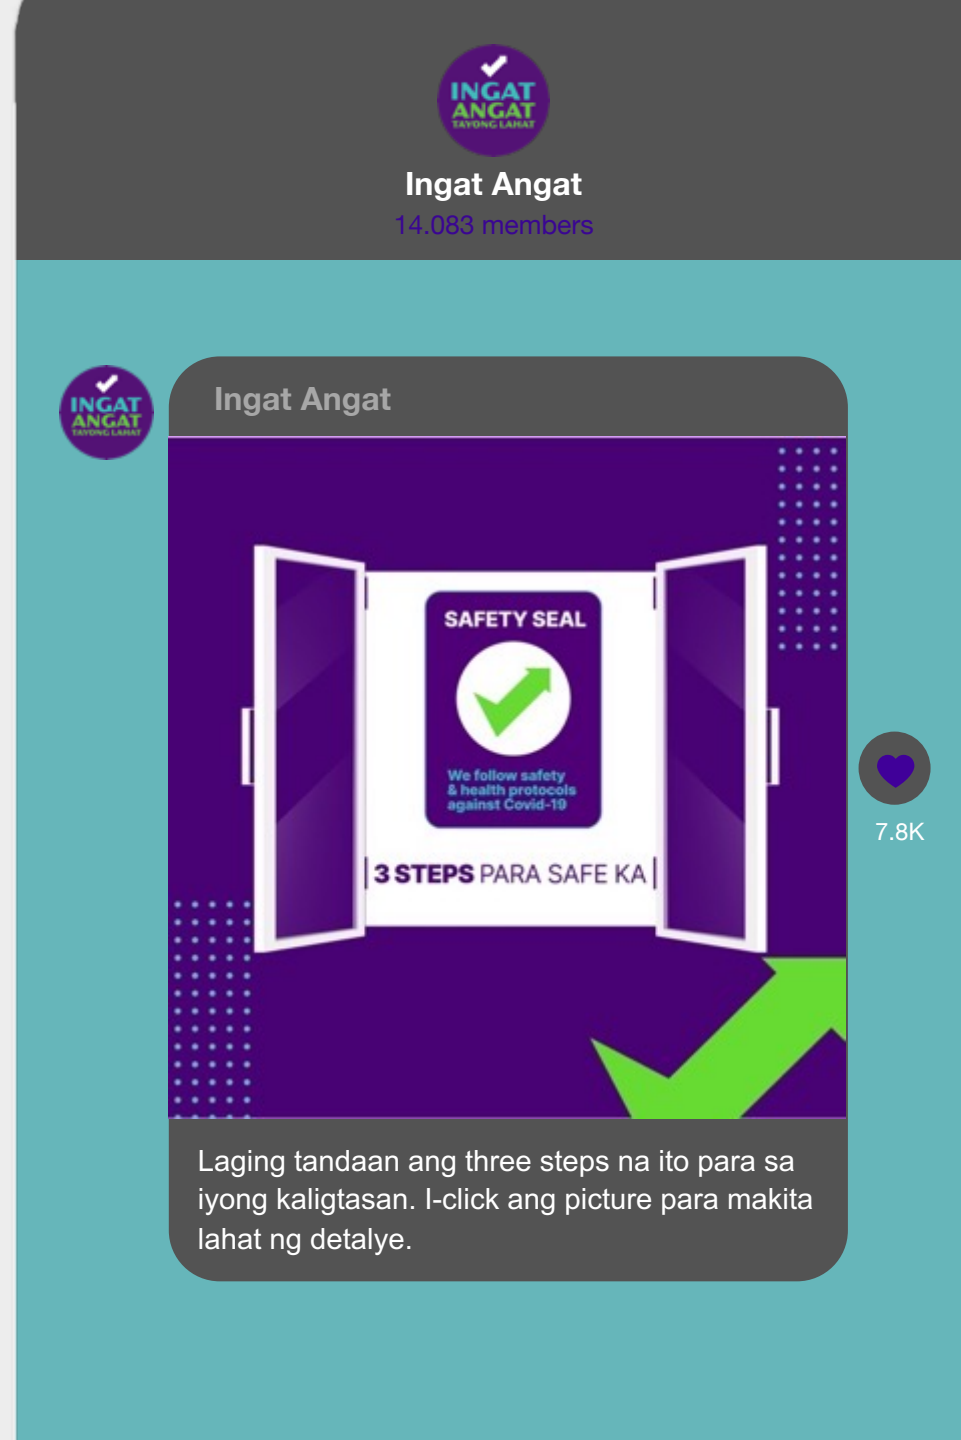 INGAT
ANGAT
TAYONG LAHAT
Ingat Angat
14.083 members
INGAT
ANGAT
TAYONG LAHAT
Ingat Angat
SAFETY SEAL
We follow safety
& health protocols
against Covid-19
3 STEPS PARA SAFE KA
7.8K
Laging tandaan ang three steps na ito para sa
iyong kaligtasan. I-click ang picture para makita
lahat ng detalye.